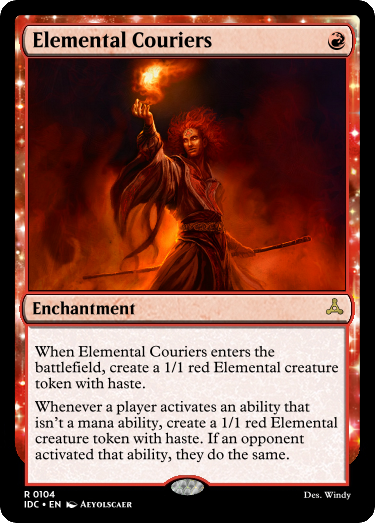 Elemental Couriers
Enchantment
When Elemental Couriers enters the
battlefield, create a 1/1 red Elemental creature
token with haste.
Whenever a player activates an ability that
isn't a mana ability, create a 1/1 red Elemental
creature token with haste. If an opponent
activated that ability, they do the same.
R 0104
IDC • EN Aeyolscaer
Des. Windy